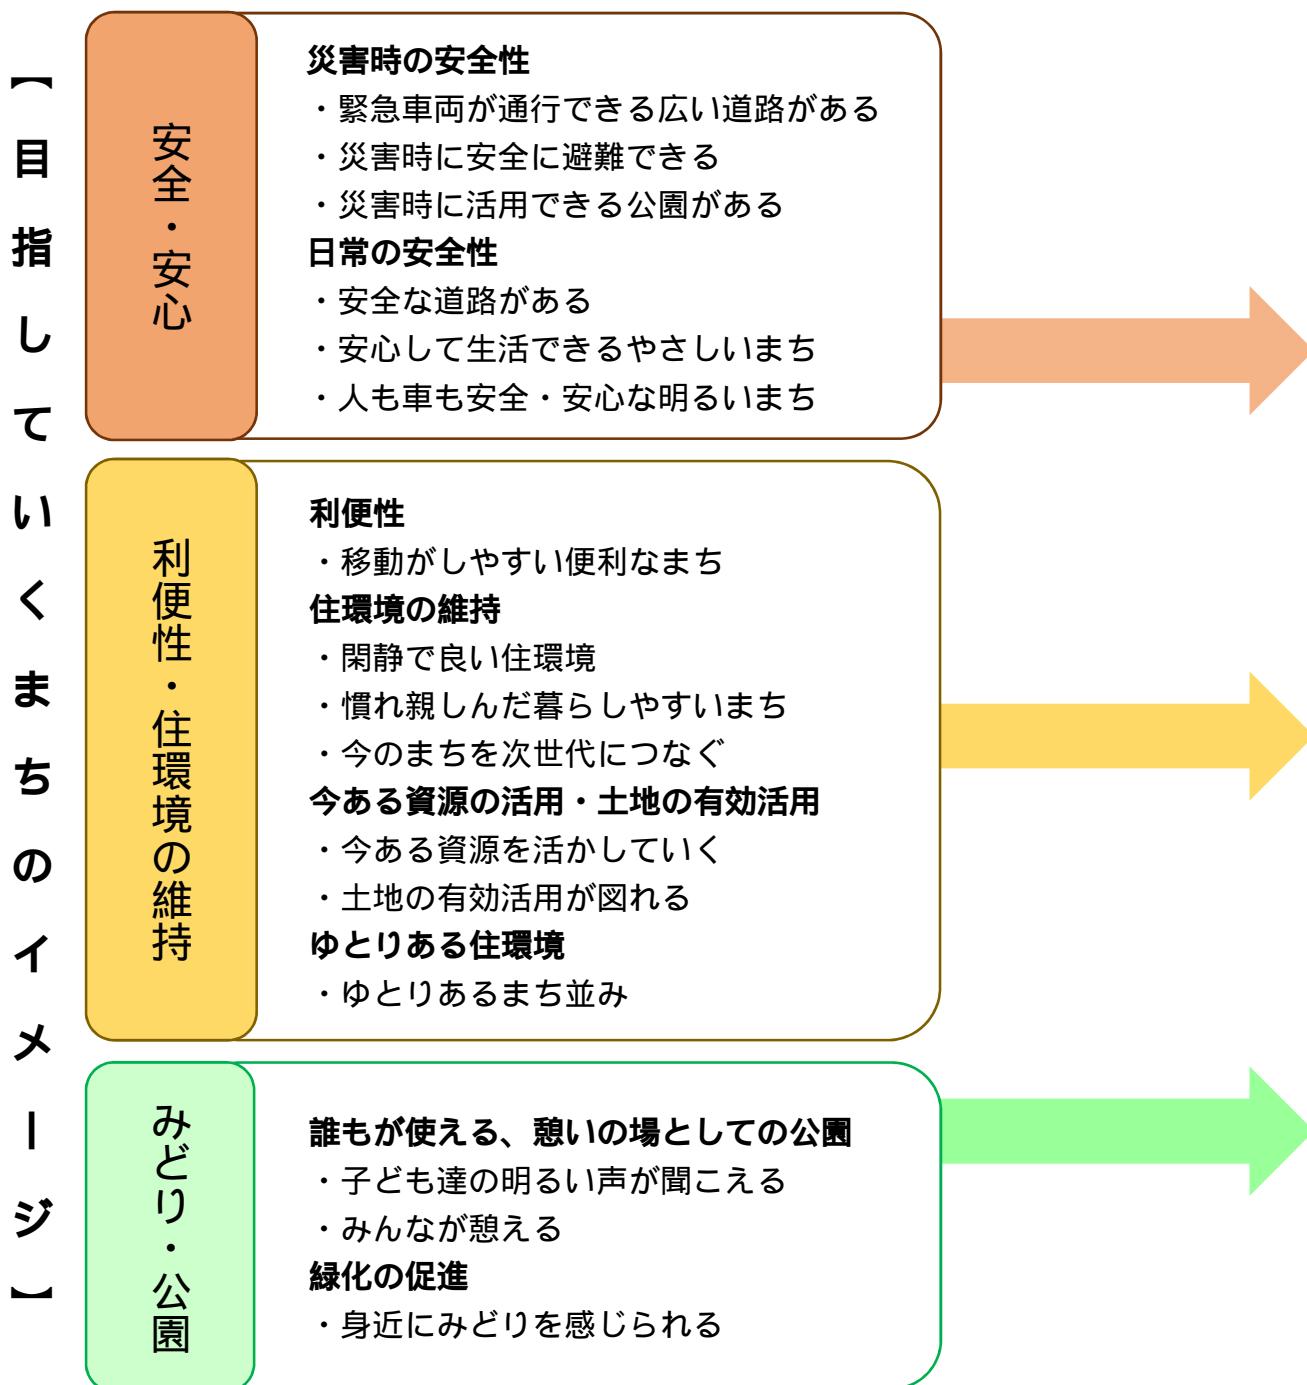 【目指していくまちのイメージ】
安全・安心
災害時の安全性
・緊急車両が通行できる広い道路がある
・災害時に安全に避難できる
・災害時に活用できる公園がある
日常の安全性
・安全な道路がある
・安心して生活できるやさしいまち
・人も車も安全・安心な明るいまち
利便性・住環境の維持
利便性
・移動がしやすい便利なまち
住環境の維持
・閑静で良い住環境
・慣れ親しんだ暮らしやすいまち
・今のまちを次世代につなぐ
今ある資源の活用・土地の有効活用
・今ある資源を活かしていく
・土地の有効活用が図れる
ゆとりある住環境
・ゆとりあるまち並み
みどり・公園
誰もが使える、憩いの場としての公園
・子ども達の明るい声が聞こえる
・みんなが憩える
緑化の促進
・身近にみどりを感じられる